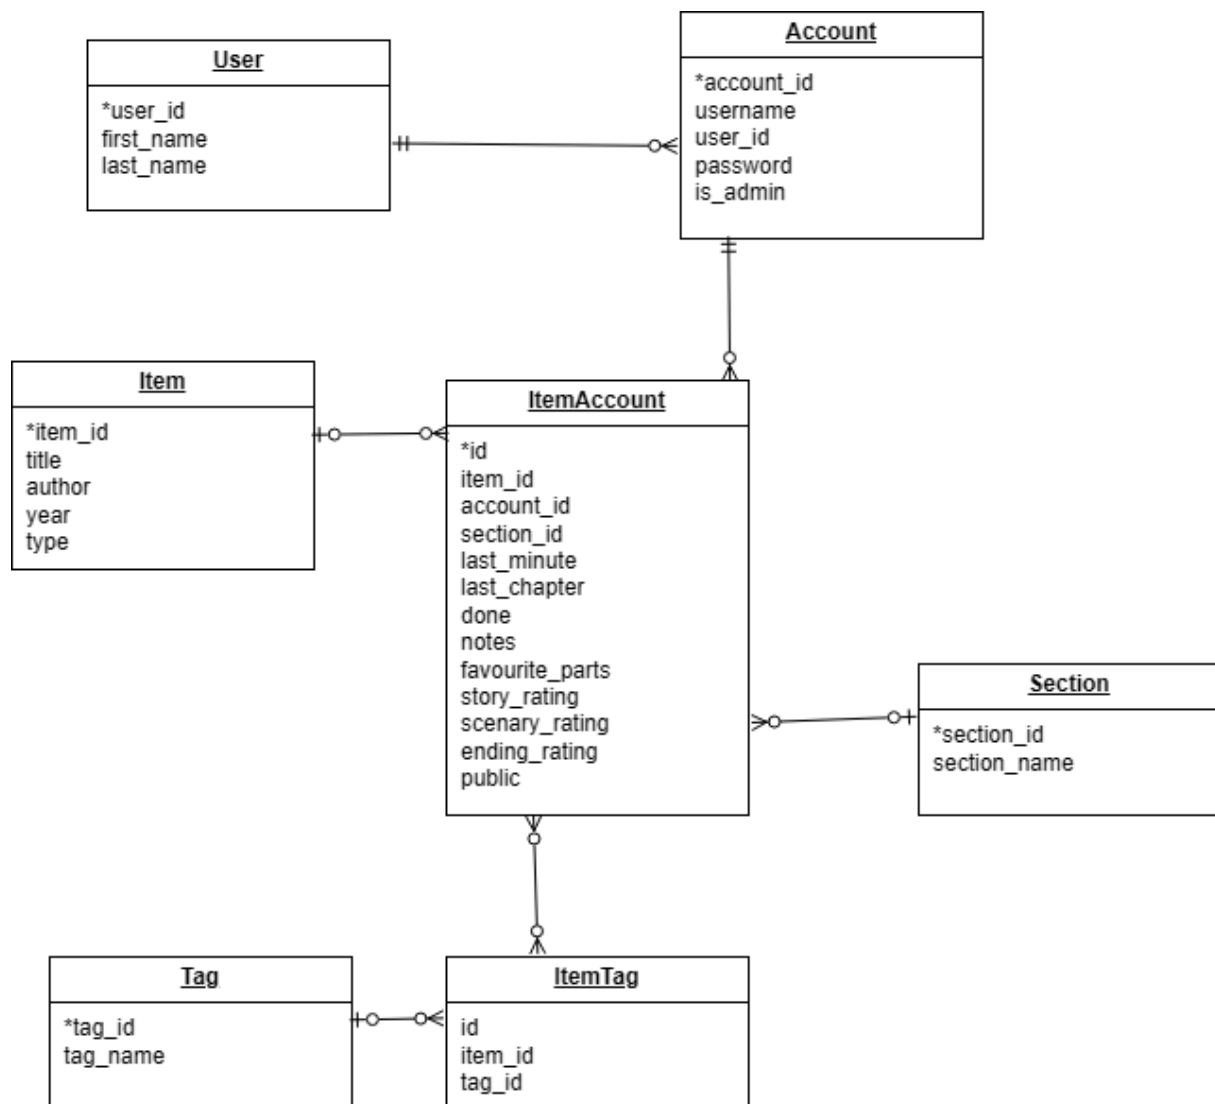 User
*user_id
first_name
last_name
Account
*account_id
username
user_id
password
is_admin
Item
*item_id
title
author
year
type
ItemAccount
*id
item_id
account_id
section_id
last_minute
last_chapter
done
notes
favourite_parts
story_rating
scenary_rating
ending_rating
public
Section
*section_id
section_name
Tag
*tag_id
tag_name
ItemTag
id
item_id
tag_id